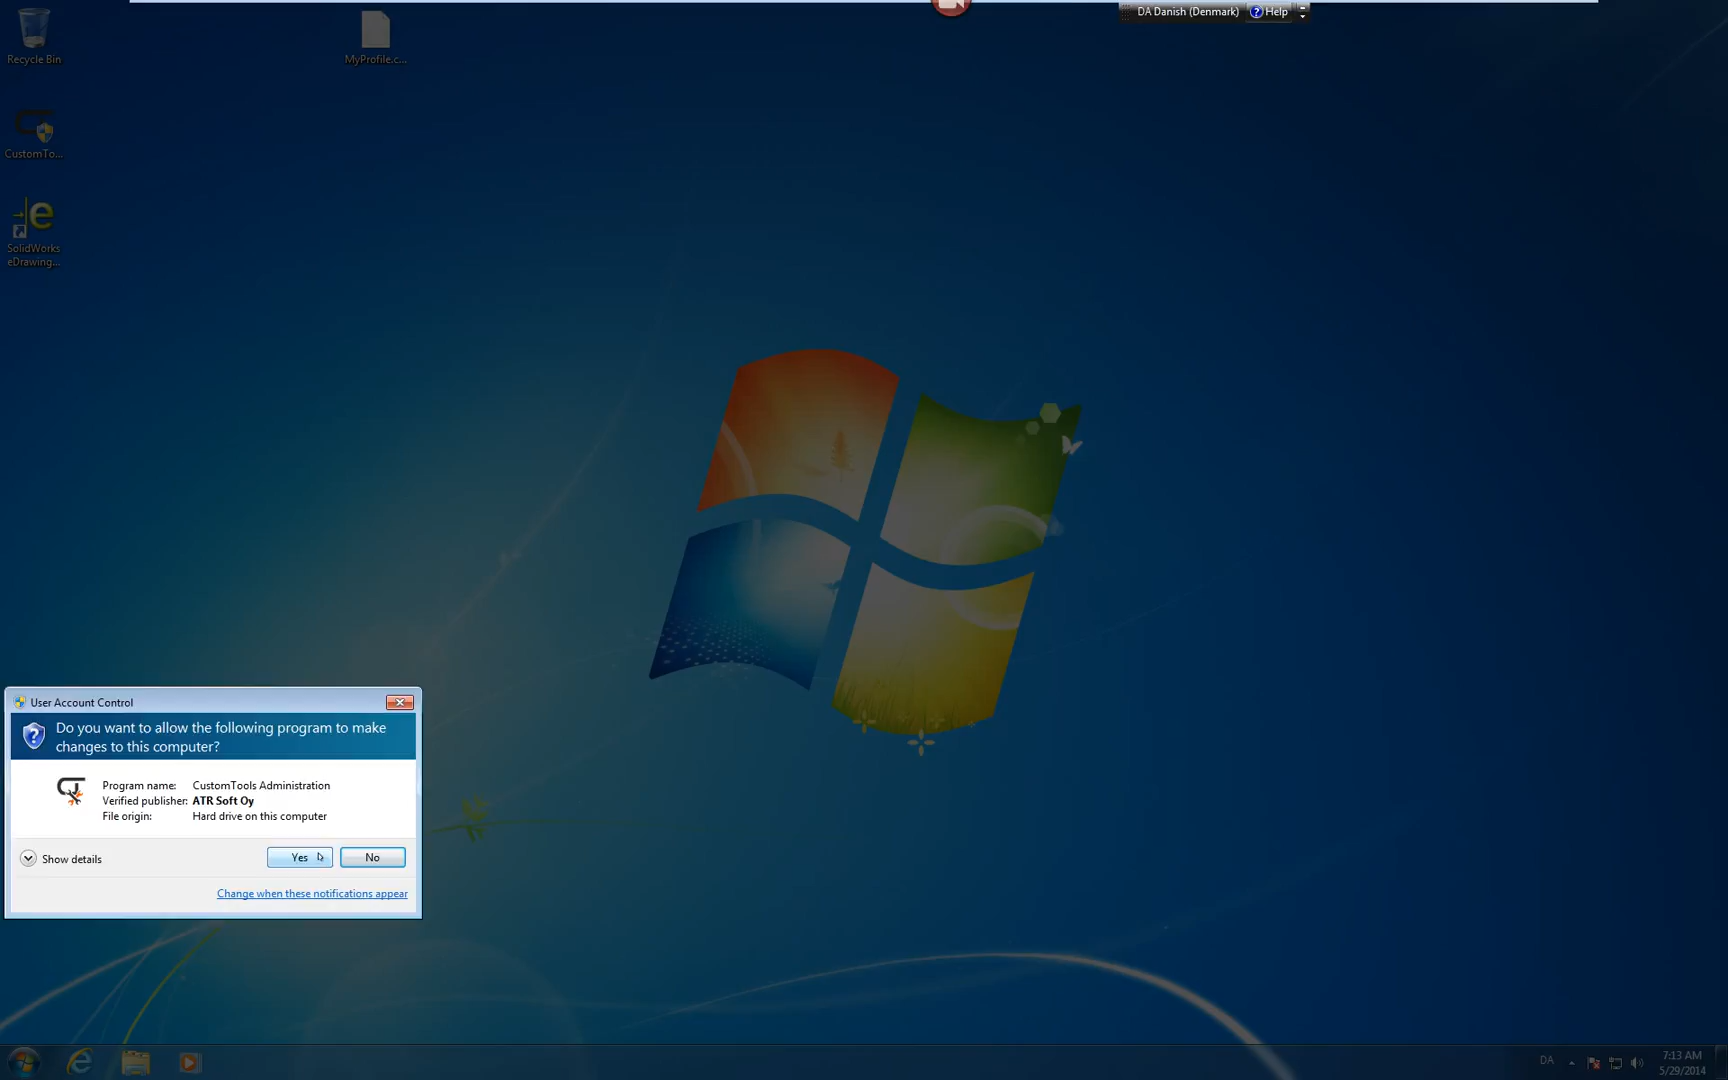 DA Danish (Denmark) Help
Recycle Bin
MyProfile.c...
CustomTo...
SolidWorks
eDrawing...
User Account Control
Do you want to allow the following program to make
changes to this computer?
Program name: CustomTools Administration
Verified publisher: ATR Soft Oy
File origin: Hard drive on this computer
Show details
Yes
No
Change when these notifications appear
DA
7:13 AM
5/29/2014